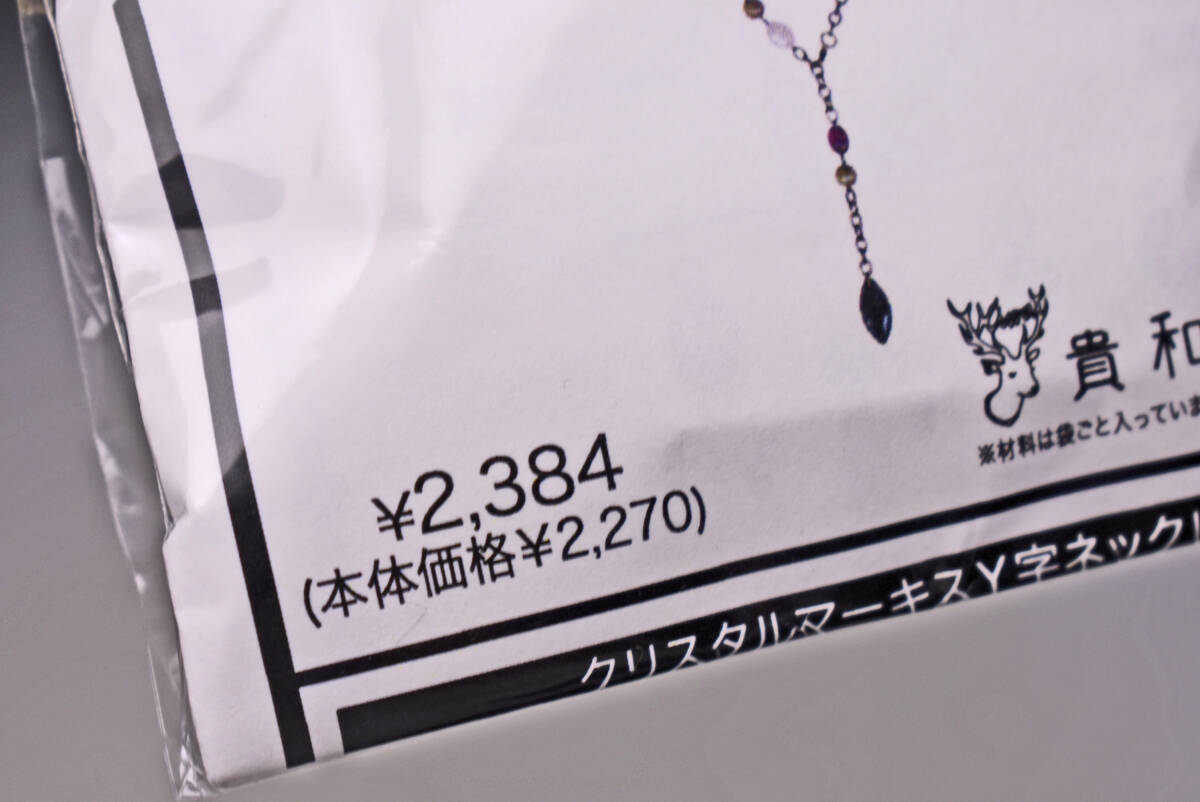 貴和
※材料は袋ごと入っていま
¥2,384
(本体価格¥2,270)
クリスタルマーキスY字ネック